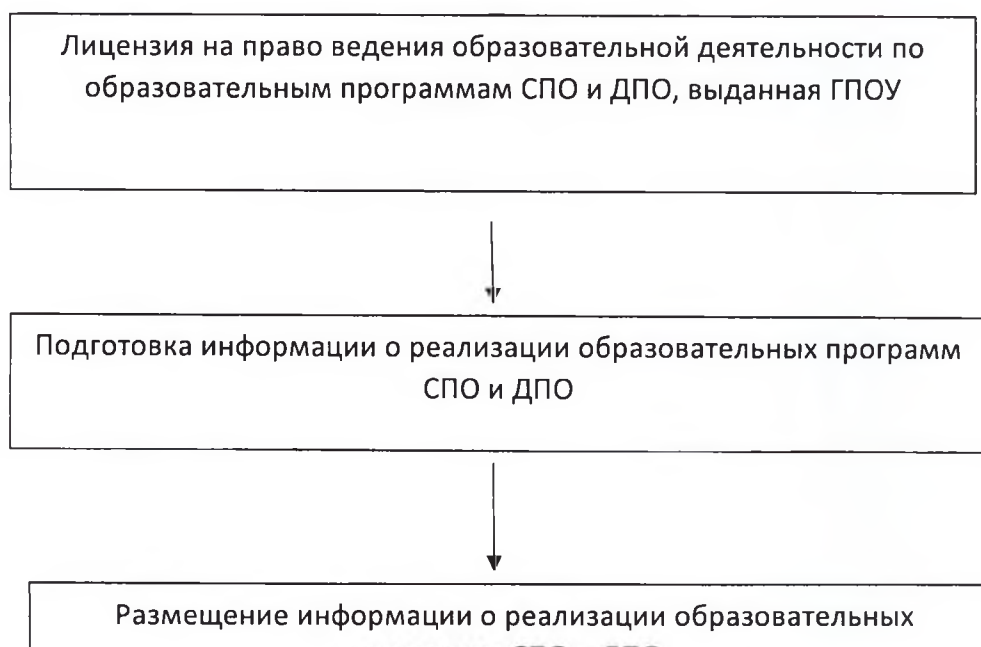 Лицензия на право ведения образовательной деятельности по
образовательным программам СПО и ДПО, выданная ГПОУ
Подготовка информации о реализации образовательных программ
СПО и ДПО
Размещение информации о реализации образовательных